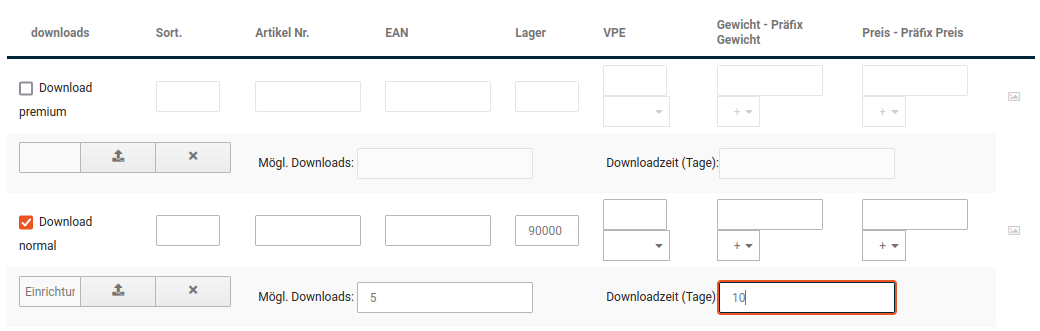 downloads Sort. Artikel Nr. EAN Lager VPE Gewicht - Präfix Gewicht Preis - Präfix Preis
Download premium + +
Mögl. Downloads: Downloadzeit (Tage):
Download normal 90000 + +
Einrichtur Mögl. Downloads: 5 Downloadzeit (Tage) 10